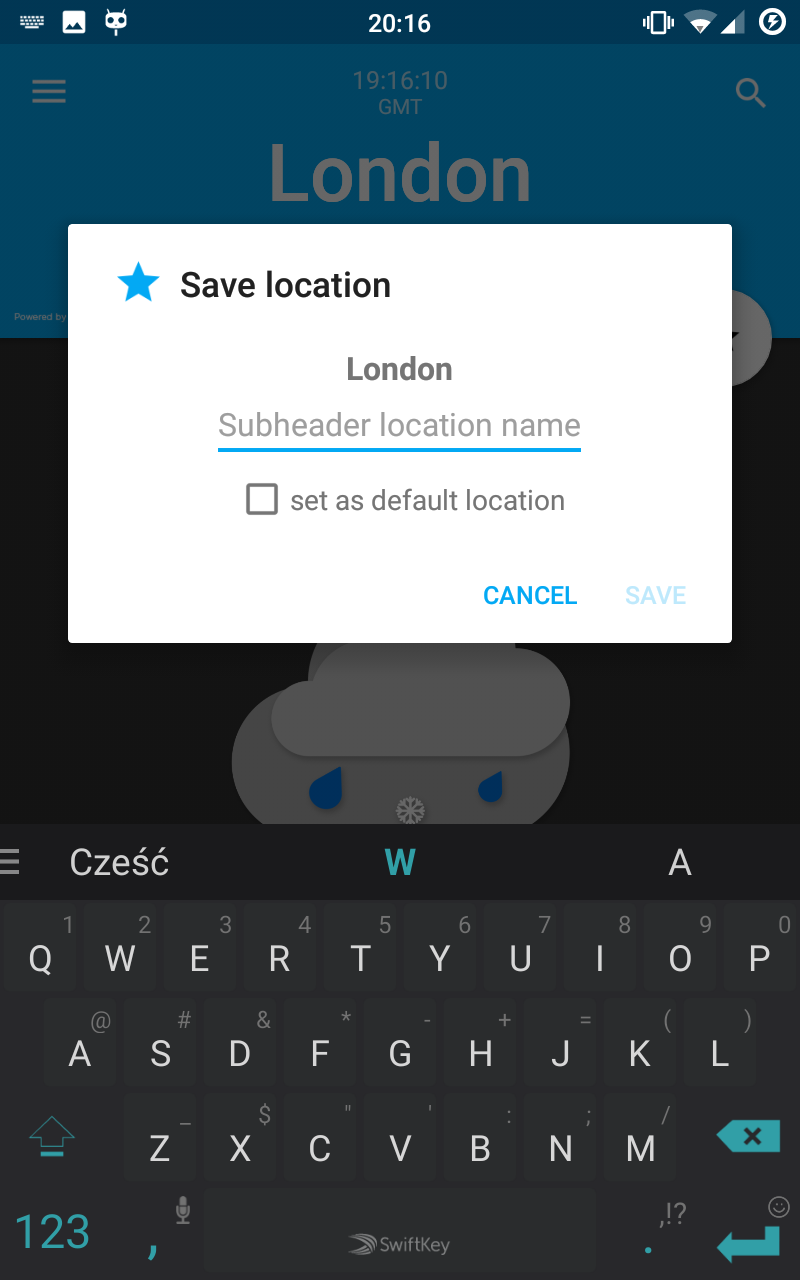 20:16
19:16:10
GMT
London
Powered by
Save location
London
Subheader location name
set as default location
CANCEL SAVE
Cześć W A
1 2 3 4 5 6 7 8 9 0
Q W E R T Y U I O P
@ # & * - + = ( )
A S D F G H J K L
_ $ " ' : ; /
Z X C V B N M
123 , SwiftKey . ,!?